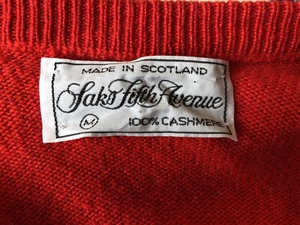 MADE IN SCOTLAND
Saks Fifth Avenue
M 100% CASHMERE